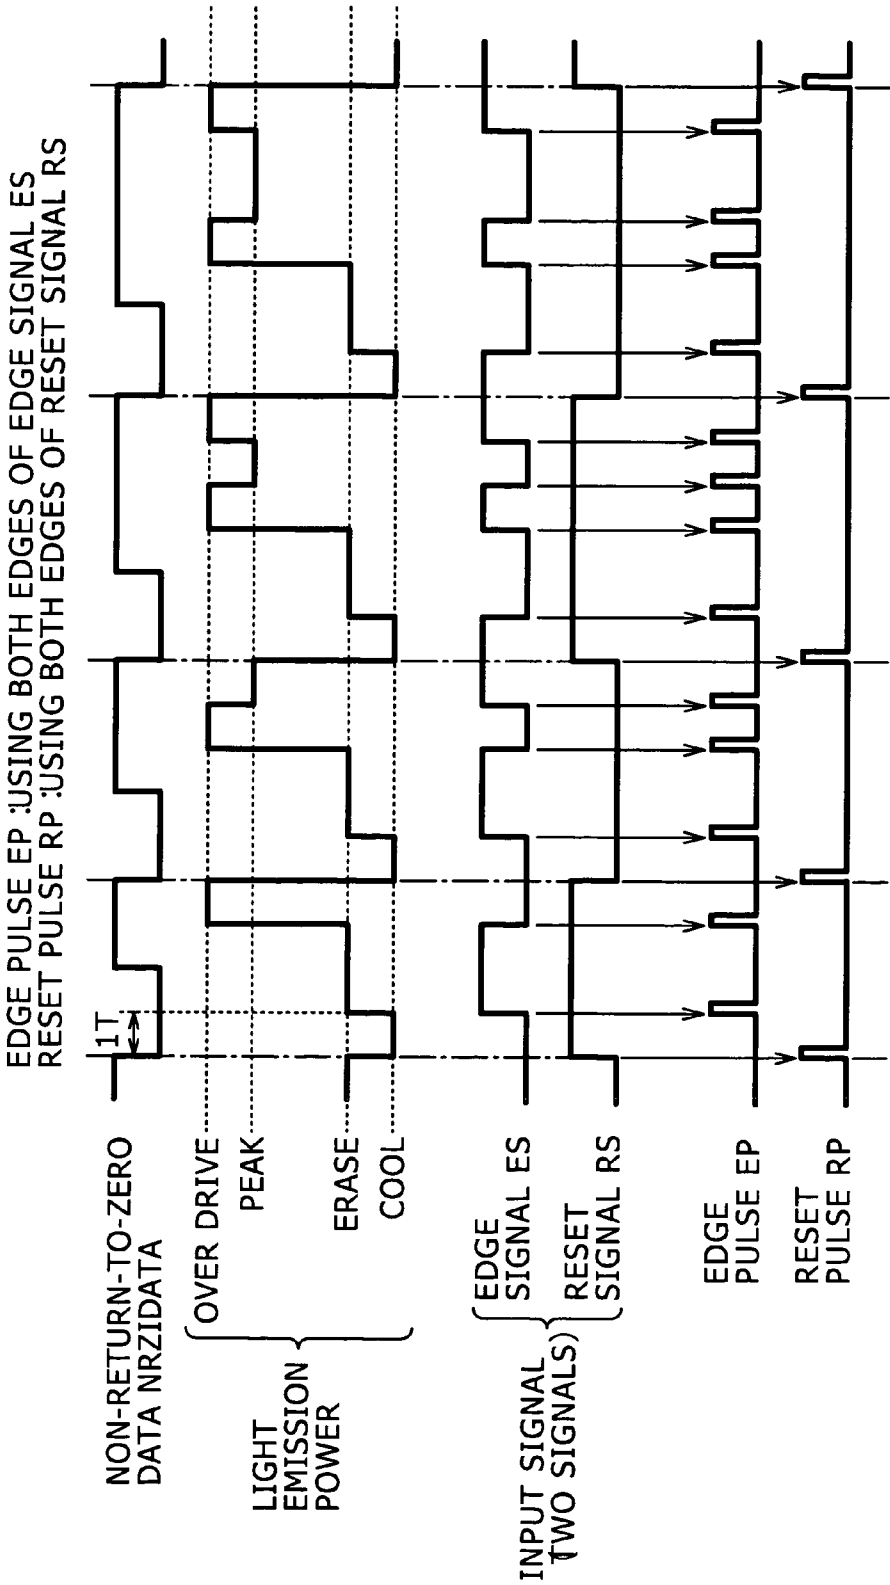 EDGE PULSE EP :USING BOTH EDGES OF EDGE SIGNAL ES
RESET PULSE RP :USING BOTH EDGES OF RESET SIGNAL RS
1T
NON-RETURN-TO-ZERO
DATA NRZIDATA
LIGHT
EMISSION
POWER
OVER DRIVE
PEAK
ERASE
COOL
INPUT SIGNAL
(TWO SIGNALS)
EDGE
SIGNAL ES
RESET
SIGNAL RS
EDGE
PULSE EP
RESET
PULSE RP